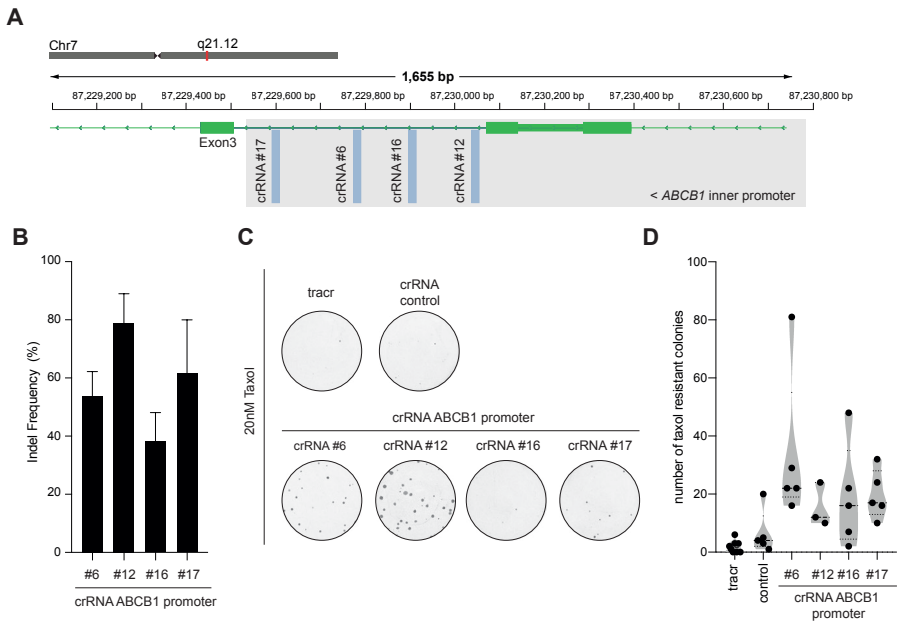 A
Chr7
q21.12
1,655 bp
87,229,200 bp
87,229,400 bp
87,229,600 bp
87,229,800 bp
87,230,000 bp
87,230,200 bp
87,230,400 bp
87,230,600 bp
87,230,800 bp
Exon3
crRNA #17
crRNA #6
crRNA #16
crRNA #12
< ABCB1 inner promoter
B
Indel Frequency (%)
100
80
60
40
20
0
#6 #12 #16 #17
crRNA ABCB1 promoter
C
20nM Taxol
tracr
crRNA
control
crRNA ABCB1 promoter
crRNA #6 crRNA #12 crRNA #16 crRNA #17
D
number of taxol resistant colonies
100
80
60
40
20
0
tracr
control
#6 #12 #16 #17
crRNA ABCB1
promoter